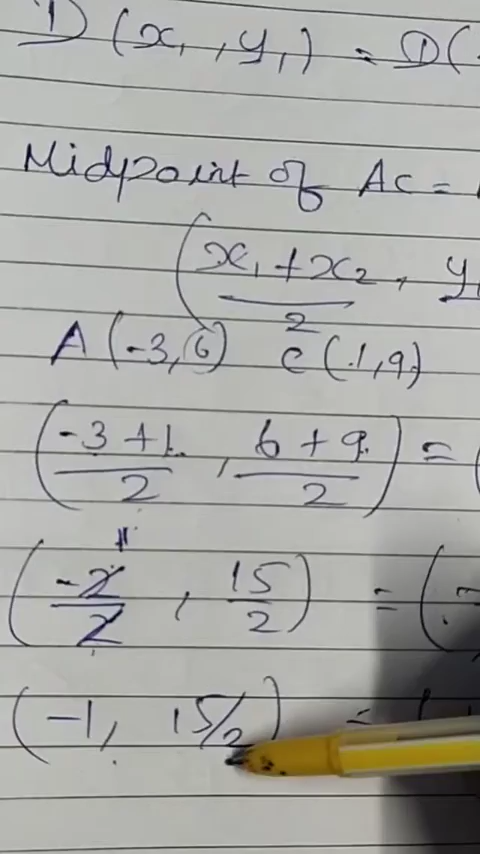 D (x₁, y₁) = D(
Midpoint of AC =
(x₁ + x₂ / 2, y
A (-3, 6) C (1, 9)
(-3 + 1 / 2, 6 + 9 / 2) = (
(-2 / 2, 15 / 2) = (
(-1, 15/2) = (